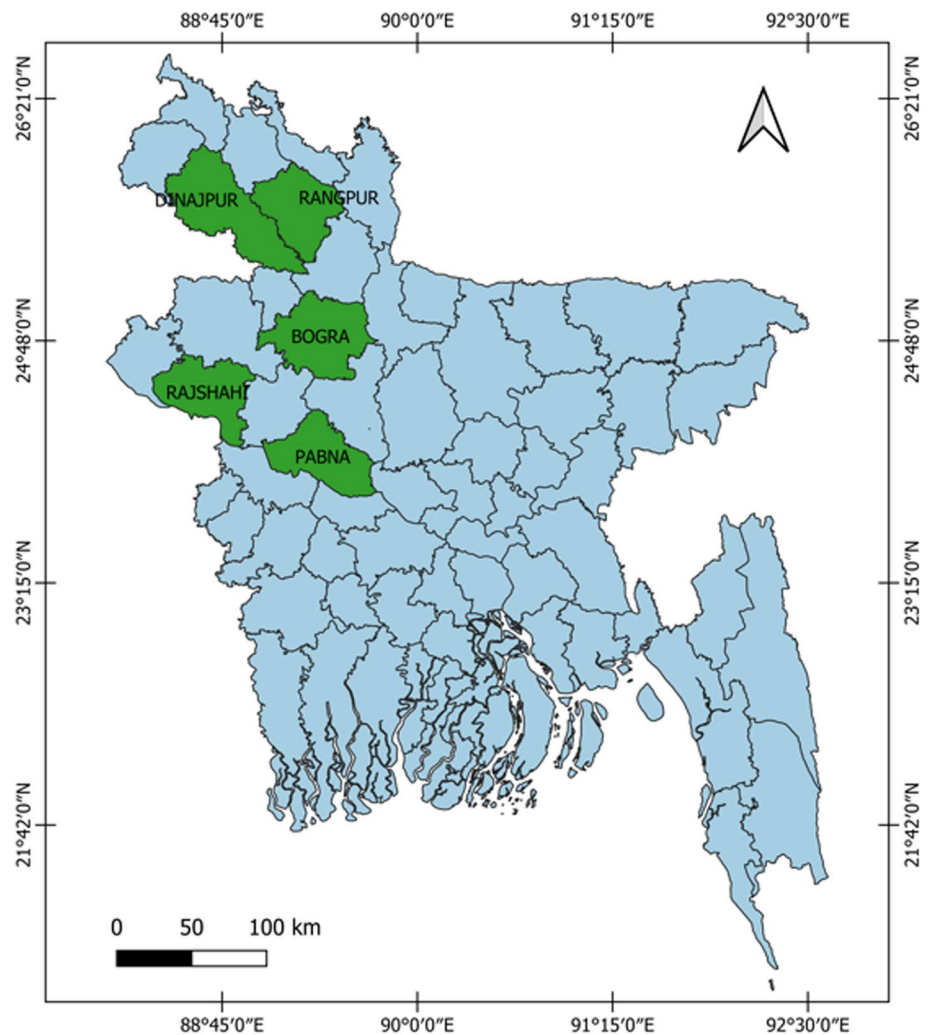 88°45′0″E 90°0′0″E 91°15′0″E 92°30′0″E
26°21′0″N 26°21′0″N
DINAJPUR RANGPUR
24°48′0″N 24°48′0″N
BOGRA
RAJSHAHI
PABNA
23°15′0″N 23°15′0″N
21°42′0″N 21°42′0″N
0 50 100 km
88°45′0″E 90°0′0″E 91°15′0″E 92°30′0″E